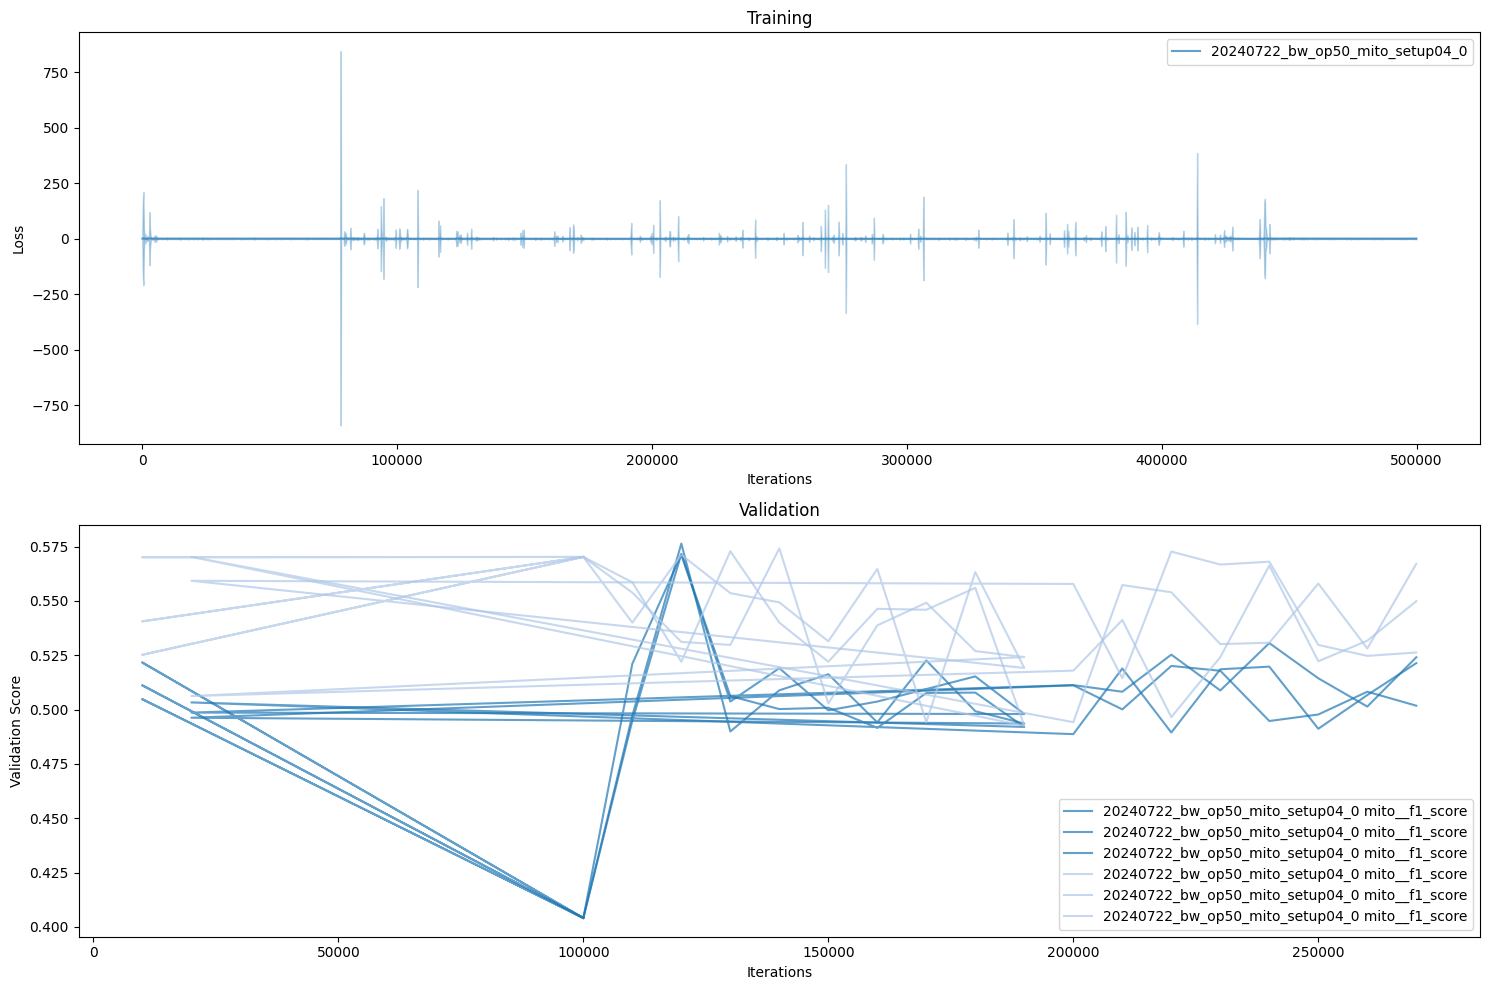 Training
20240722_bw_op50_mito_setup04_0
750
500
250
0
−250
−500
−750
Loss
0 100000 200000 300000 400000 500000
Iterations
Validation
0.575
0.550
0.525
0.500
0.475
0.450
0.425
0.400
Validation Score
20240722_bw_op50_mito_setup04_0 mito__f1_score
20240722_bw_op50_mito_setup04_0 mito__f1_score
20240722_bw_op50_mito_setup04_0 mito__f1_score
20240722_bw_op50_mito_setup04_0 mito__f1_score
20240722_bw_op50_mito_setup04_0 mito__f1_score
20240722_bw_op50_mito_setup04_0 mito__f1_score
0 50000 100000 150000 200000 250000
Iterations